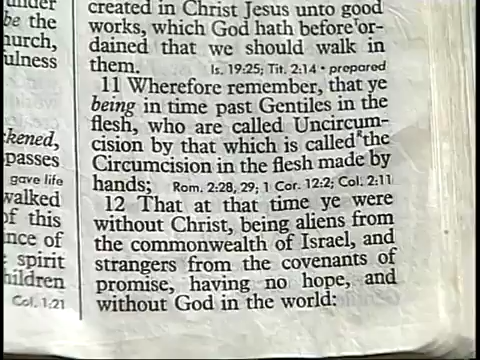 under
be the
hurch,
ulness
ckened,
passes
gave life
walked
of this
nce of
spirit
hildren
Col. 1:21
created in Christ Jesus unto good
works, which God hath before or-
dained that we should walk in
them. Is. 19:25; Tit. 2:14 • prepared
11 Wherefore remember, that ye
being in time past Gentiles in the
flesh, who are called Uncircum-
cision by that which is called the
Circumcision in the flesh made by
hands; Rom. 2:28, 29; 1 Cor. 12:2; Col. 2:11
12 That at that time ye were
without Christ, being aliens from
the commonwealth of Israel, and
strangers from the covenants of
promise, having no hope, and
without God in the world: